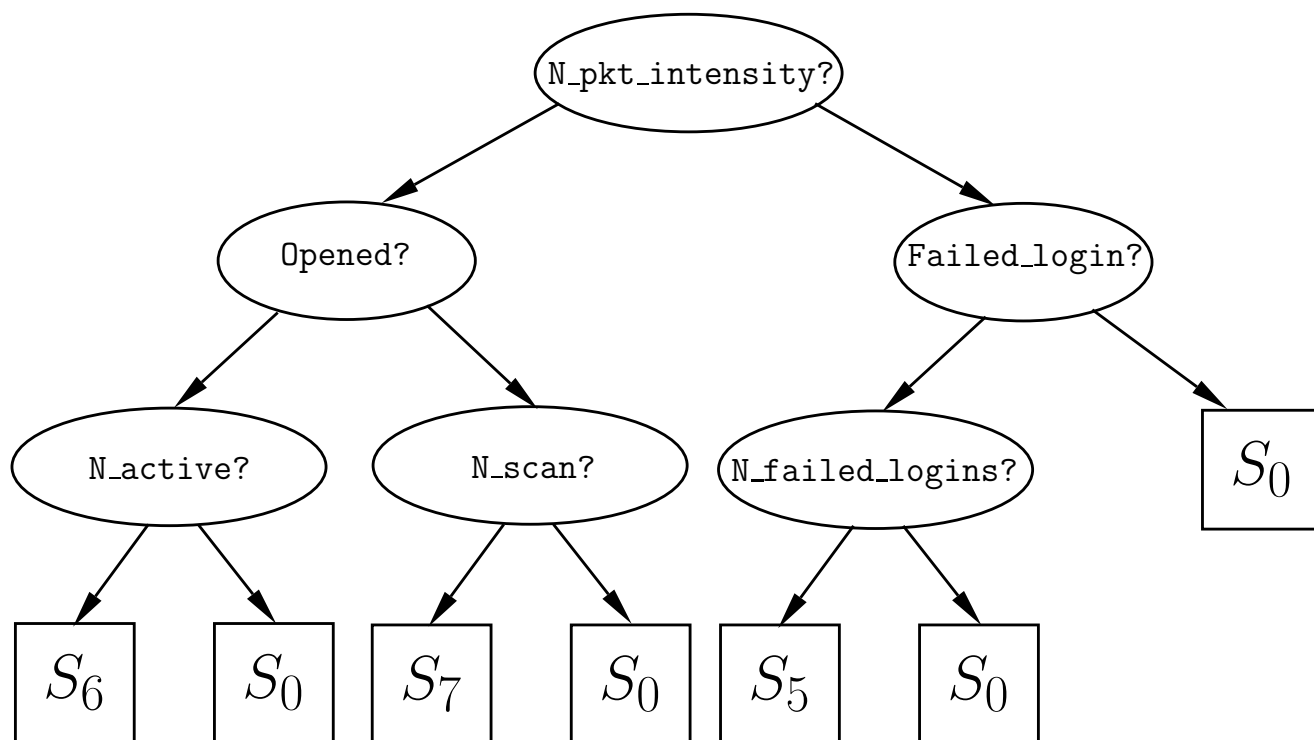 N_pkt_intensity?
Opened?
Failed_login?
N_active?
N_scan?
N_failed_logins?
S0
S6
S0
S7
S0
S5
S0